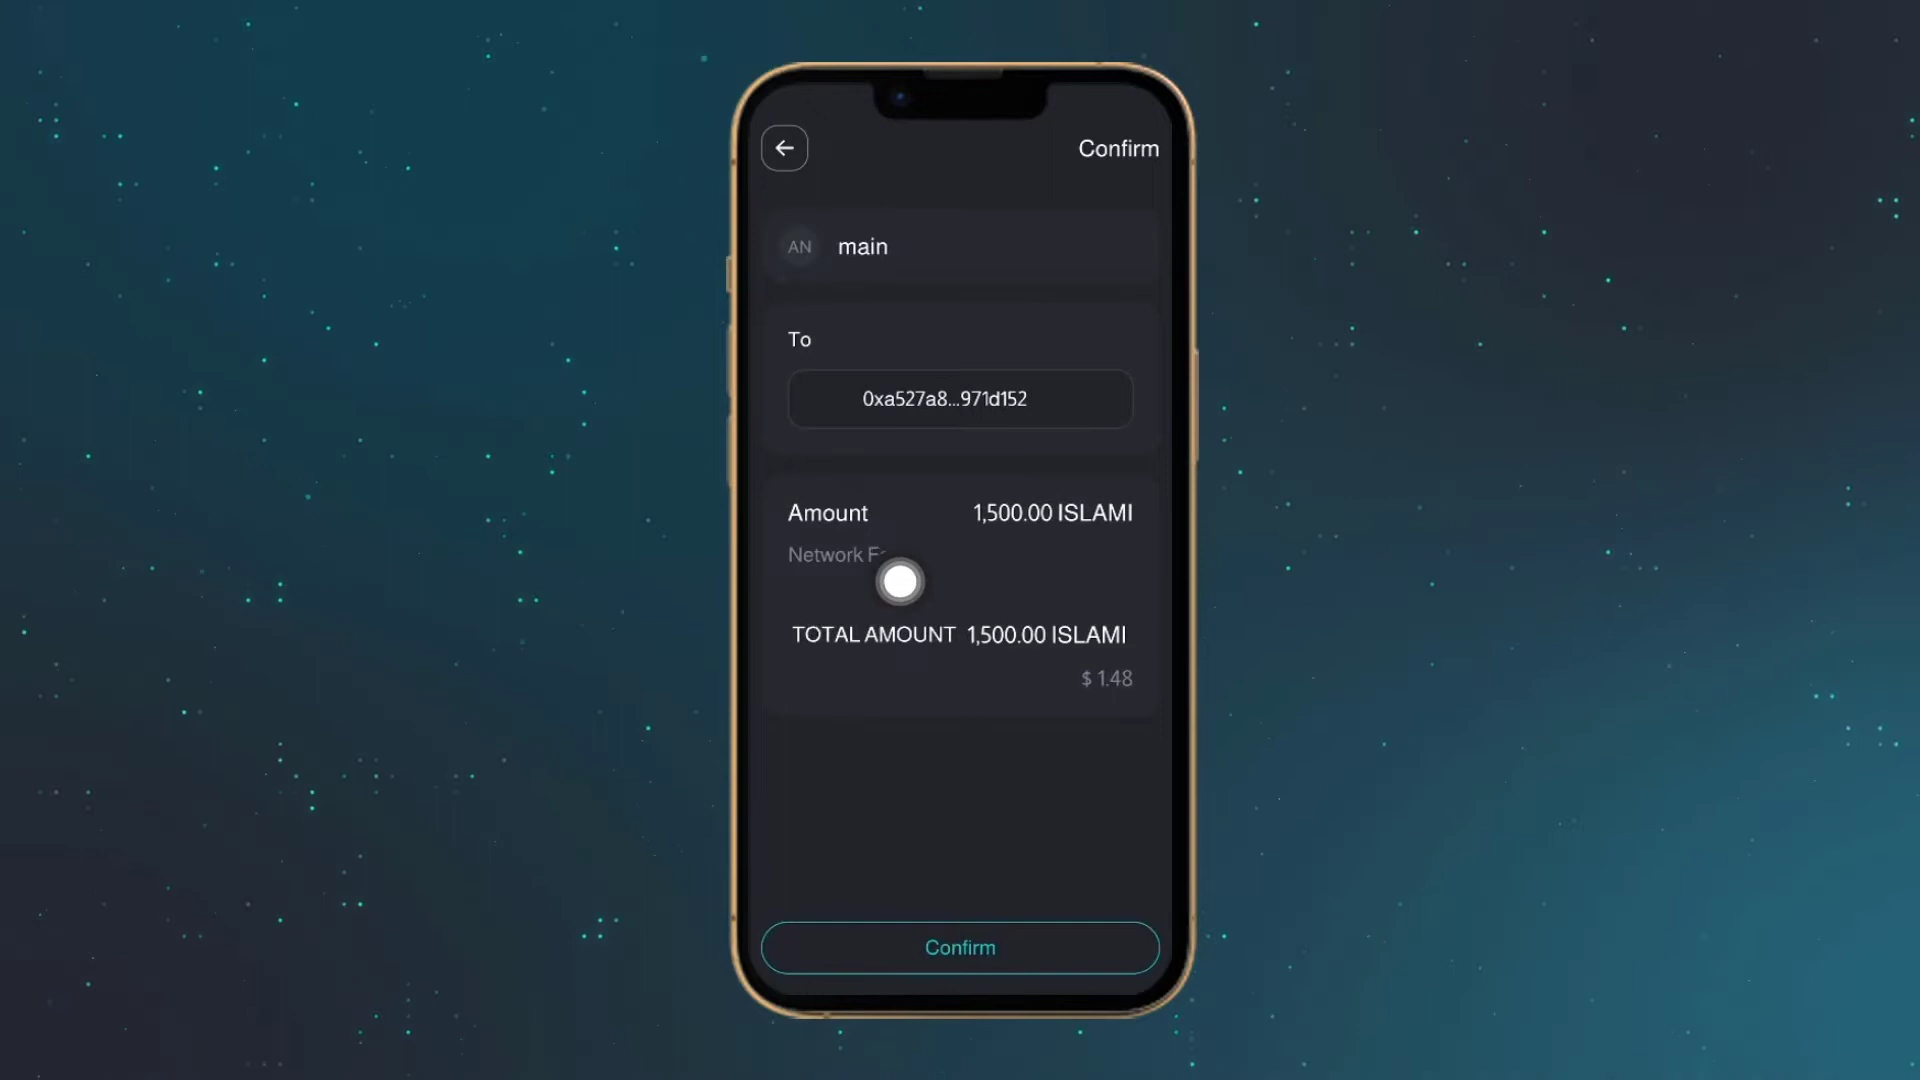 Confirm
AN main
To
0xa527a8...971d152
Amount 1,500.00 ISLAMI
Network
TOTAL AMOUNT 1,500.00 ISLAMI
$ 1.48
Confirm